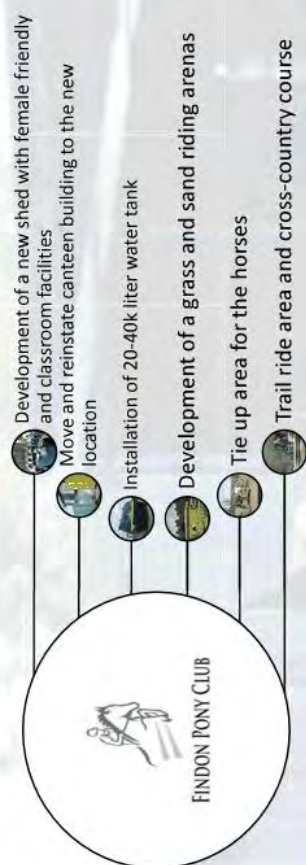 Development of a new shed with female friendly
and classroom facilities
Move and reinstate canteen building to the new
location
Installation of 20-40k liter water tank
Development of a grass and sand riding arenas
Tie up area for the horses
Trail ride area and cross-country course
FINDON PONY CLUB